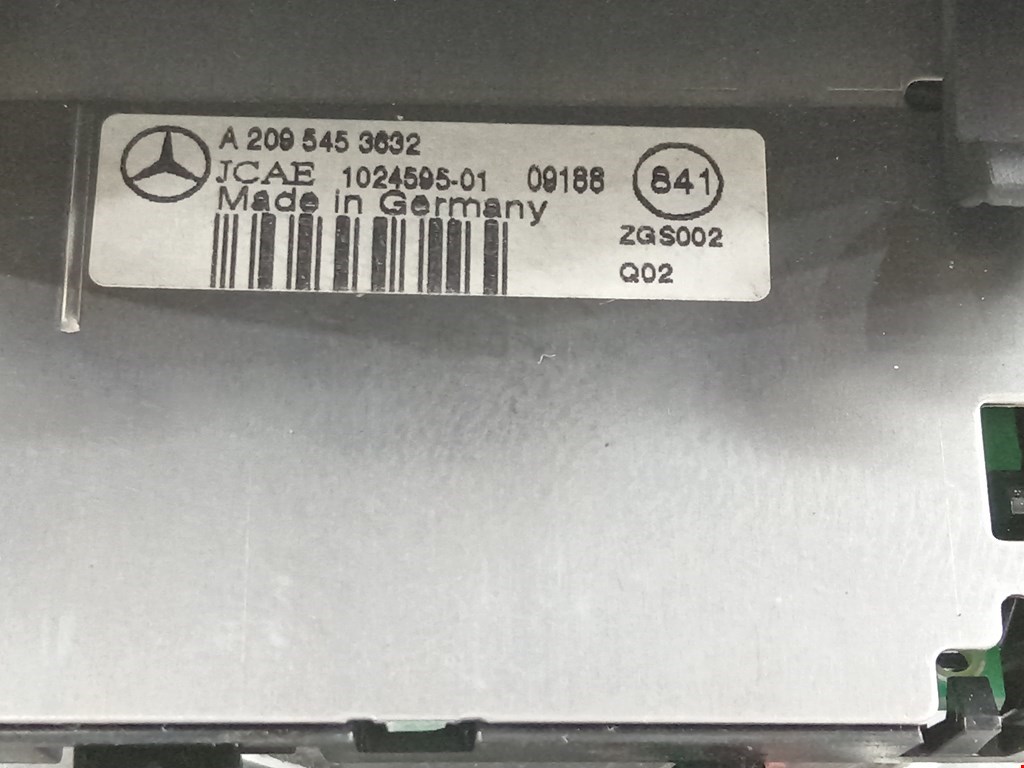 A 209 545 3632
JCAE 1024595-01 09188 841
Made in Germany
ZGS002
Q02